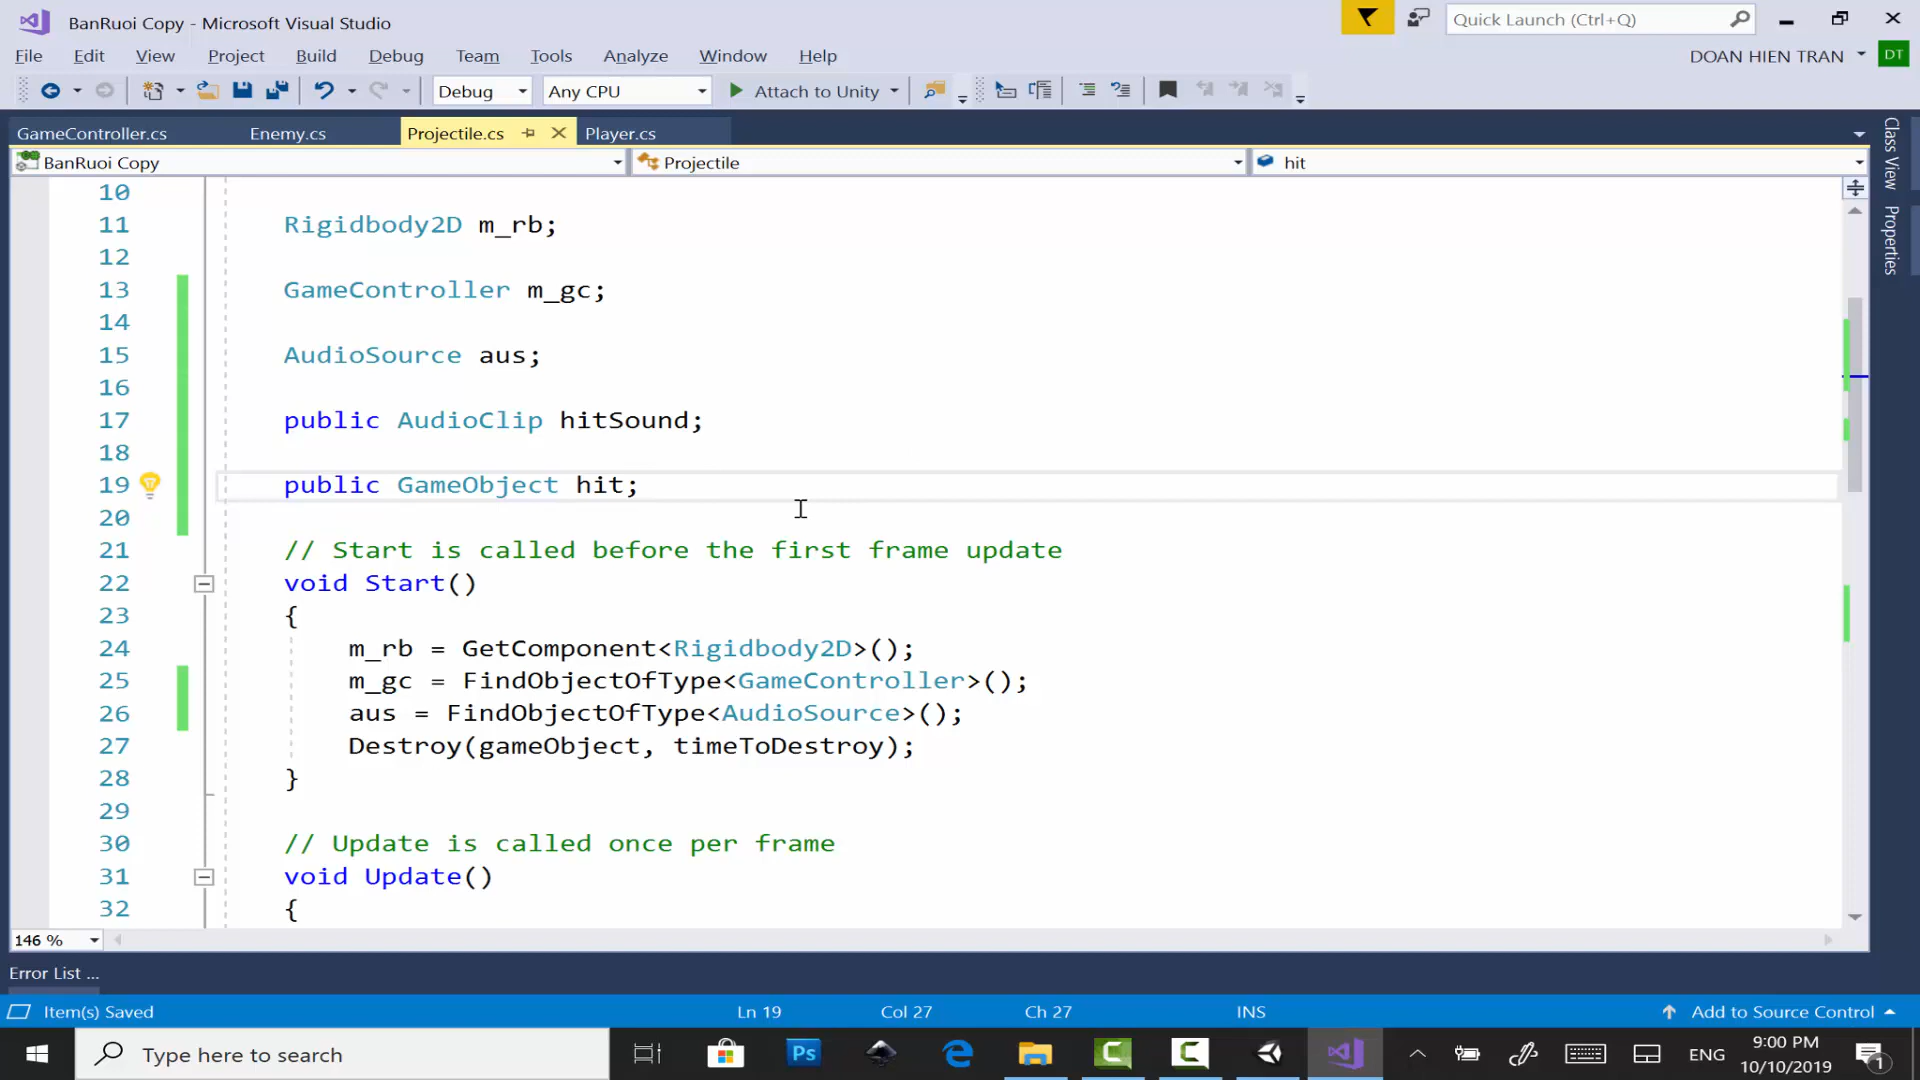 BanRuoi Copy - Microsoft Visual Studio
Quick Launch (Ctrl+Q)
File Edit View Project Build Debug Team Tools Analyze Window Help
DOAN HIEN TRAN DT
Debug Any CPU Attach to Unity
GameController.cs Enemy.cs Projectile.cs Player.cs
BanRuoi Copy Projectile hit
Class View
Properties
10
11 Rigidbody2D m_rb;
12
13 GameController m_gc;
14
15 AudioSource aus;
16
17 public AudioClip hitSound;
18
19 public GameObject hit;
20
21 // Start is called before the first frame update
22 void Start()
23 {
24 m_rb = GetComponent<Rigidbody2D>();
25 m_gc = FindObjectOfType<GameController>();
26 aus = FindObjectOfType<AudioSource>();
27 Destroy(gameObject, timeToDestroy);
28 }
29
30 // Update is called once per frame
31 void Update()
32 {
146 %
Error List ...
Item(s) Saved Ln 19 Col 27 Ch 27 INS Add to Source Control
Type here to search Ps ENG 9:00 PM
10/10/2019 1